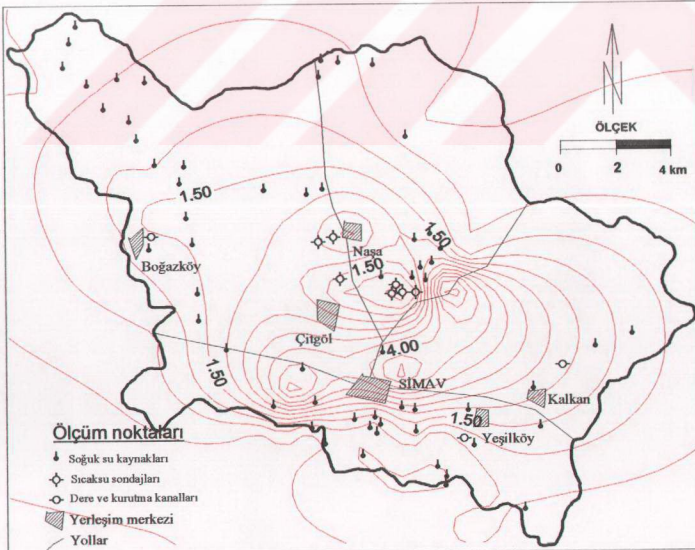 ÖLÇEK
0 2 4 km
1.50
1.50
Naşa
1.50
Boğazköy
Çitgöl
4.00
1.50
SİMAV
Kalkan
1.50
Yeşilköy
Ölçüm noktaları
Soğuk su kaynakları
Sıcaksu sondajları
Dere ve kurutma kanalları
Yerleşim merkezi
Yollar